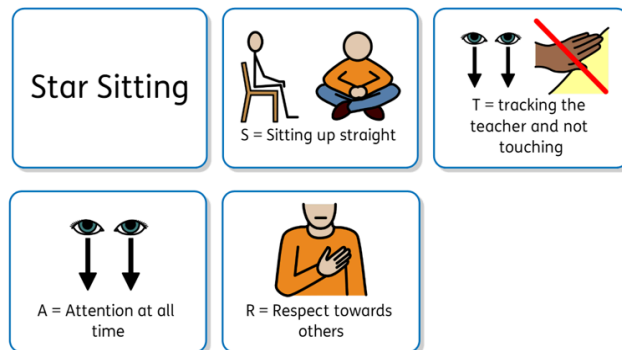 Star Sitting
S = Sitting up straight
T = tracking the
teacher and not
touching
A = Attention at all
time
R = Respect towards
others